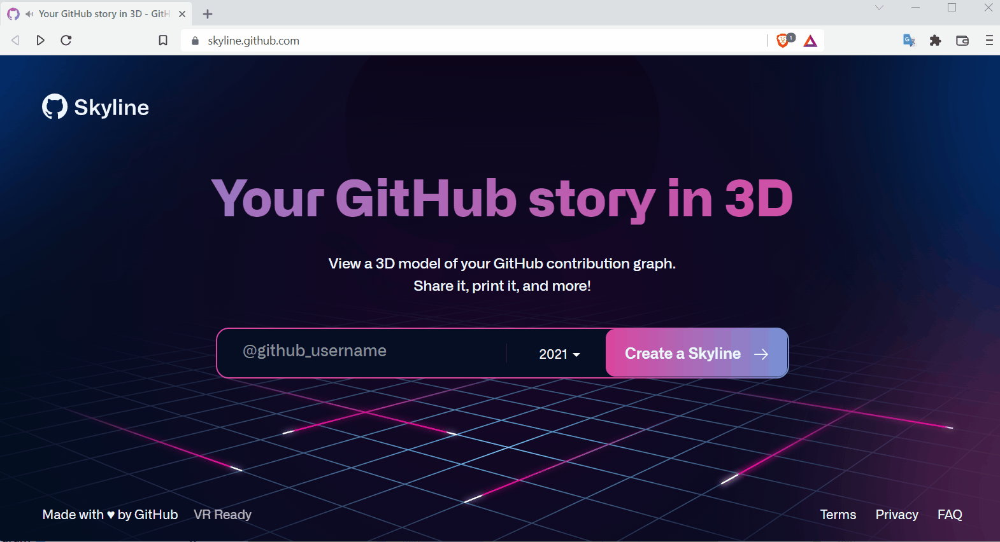 Your GitHub story in 3D - GitH
skyline.github.com
1
Skyline
Your GitHub story in 3D
View a 3D model of your GitHub contribution graph.
Share it, print it, and more!
@github_username
2021
Create a Skyline
Made with ♥ by GitHub
VR Ready
Terms
Privacy
FAQ